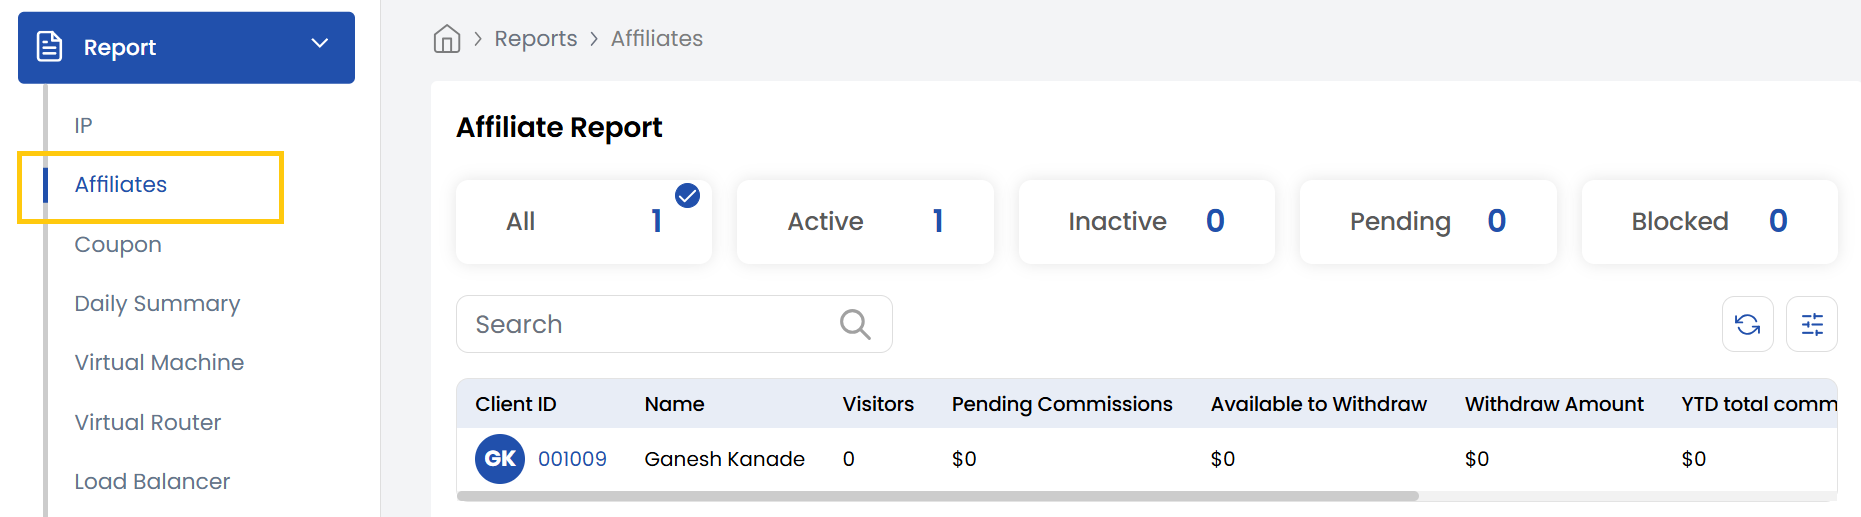 Report
IP
Affiliates
Coupon
Daily Summary
Virtual Machine
Virtual Router
Load Balancer
Reports Affiliates
Affiliate Report
All 1 Active 1 Inactive 0 Pending 0 Blocked 0
Search
Client ID Name Visitors Pending Commissions Available to Withdraw Withdraw Amount YTD total comm
GK 001009 Ganesh Kanade 0 $0 $0 $0 $0